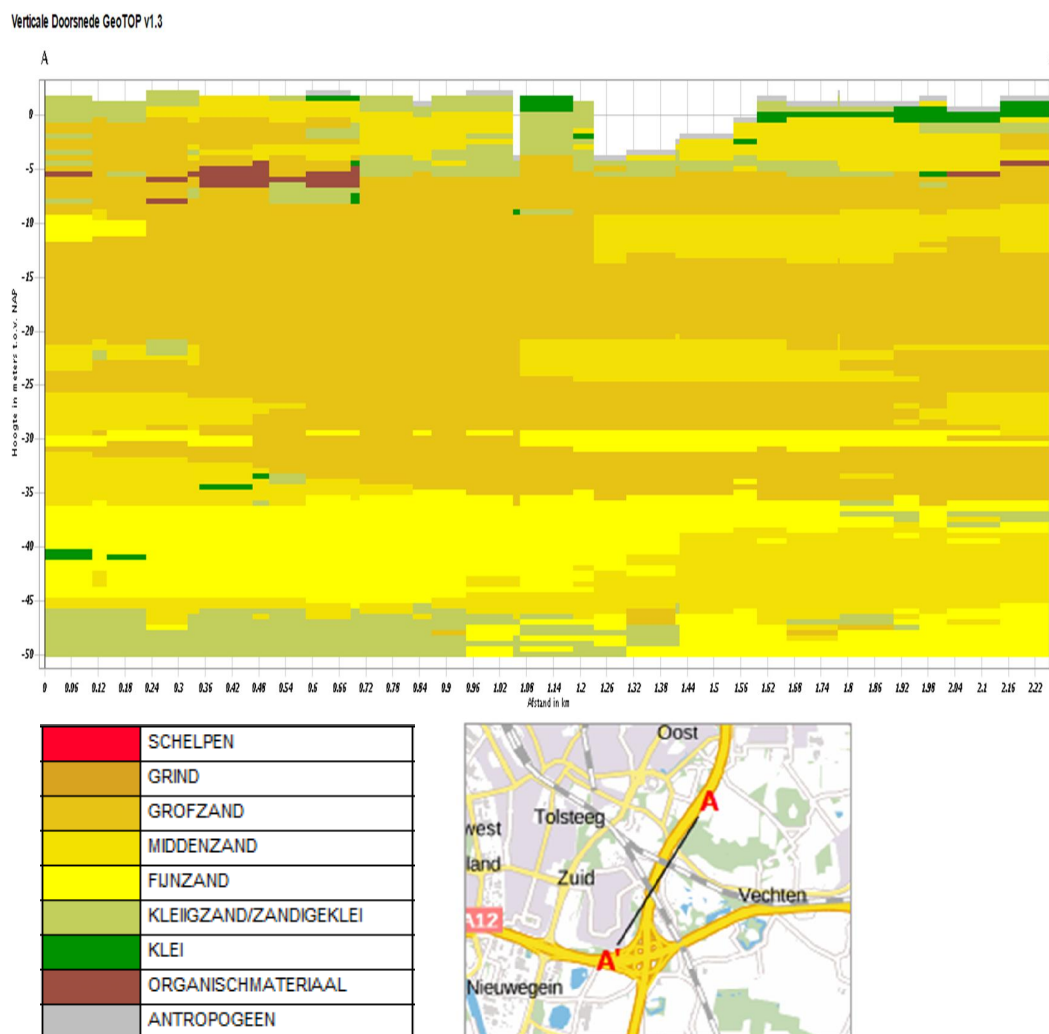 Verticale Doorsnede GeoTOP v1.3
A
Hoogte in meters t.o.v. NAP
0
-5
-10
-15
-20
-25
-30
-35
-40
-45
-50
0 0.06 0.12 0.18 0.24 0.3 0.36 0.42 0.48 0.54 0.6 0.66 0.72 0.78 0.84 0.9 0.96 1.02 1.08 1.14 1.2 1.26 1.32 1.38 1.44 1.5 1.56 1.62 1.68 1.74 1.8 1.86 1.92 1.98 2.04 2.1 2.16 2.22
Afstand in km
SCHELPEN
GRIND
GROFZAND
MIDDENZAND
FIJNZAND
KLEIIGZAND/ZANDIGEKLEI
KLEI
ORGANISCHMATERIAAL
ANTROPOGEEN
Oost
A
Tolsteeg
west
land
Zuid
Vechten
A12
A'
Nieuwegein